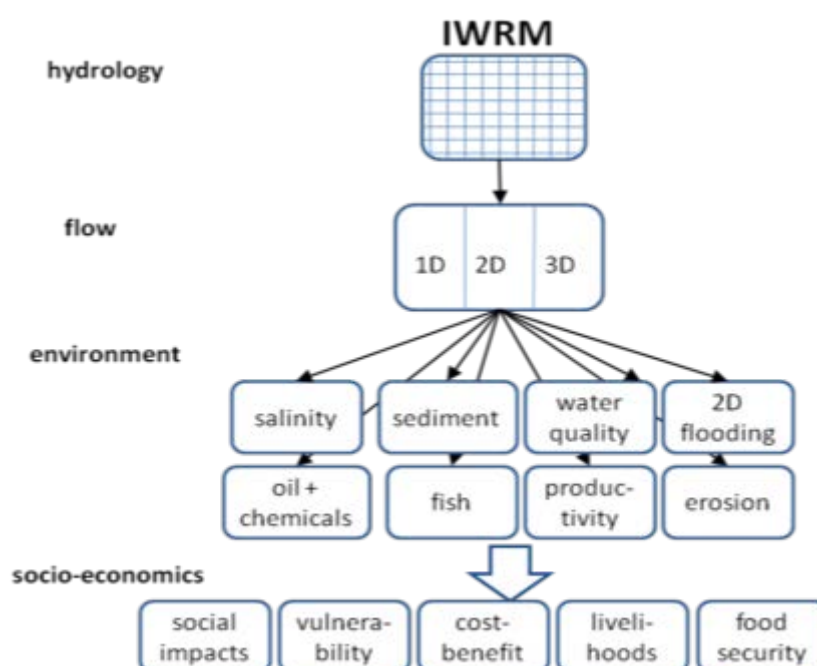 IWRM
hydrology
flow
1D 2D 3D
environment
salinity
sediment
water
quality
2D
flooding
oil +
chemicals
fish
produc-
tivity
erosion
socio-economics
social
impacts
vulnera-
bility
cost-
benefit
liveli-
hoods
food
security